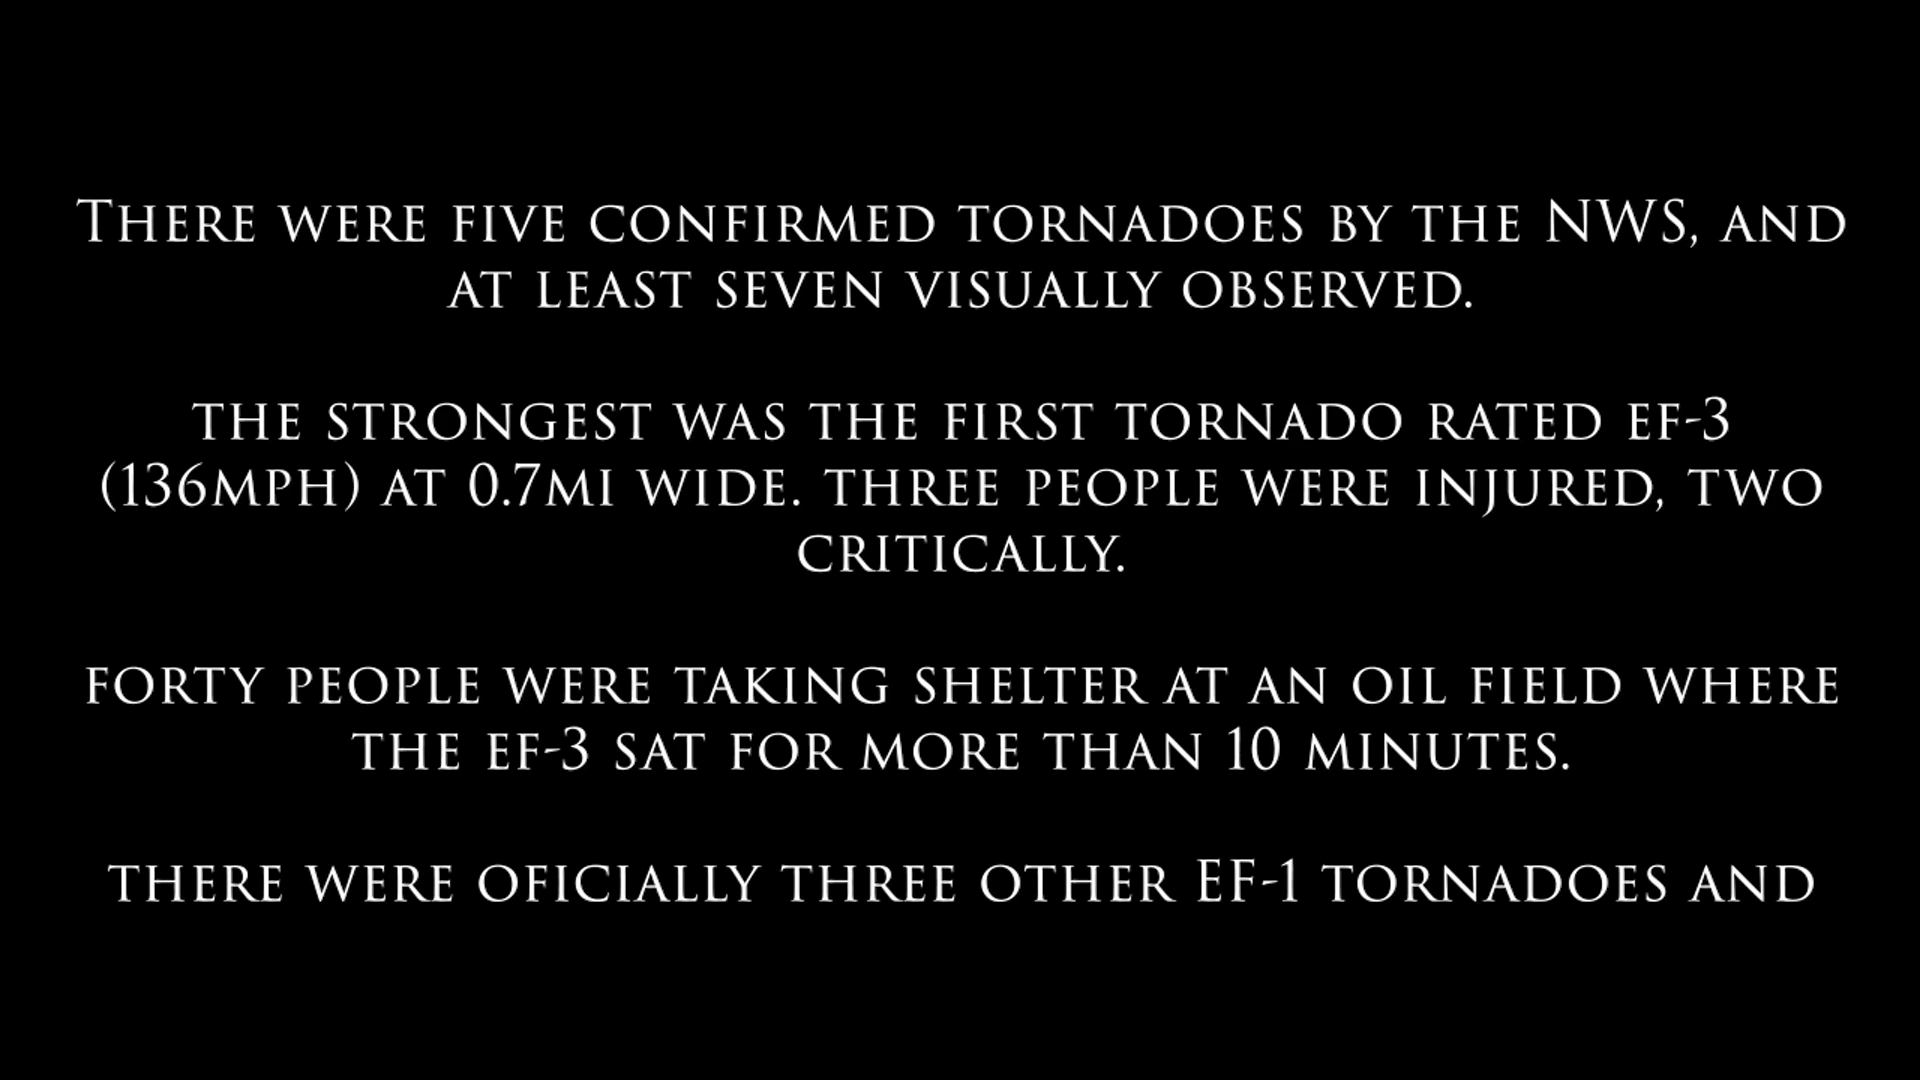 There were five confirmed tornadoes by the NWS, and
at least seven visually observed.
the strongest was the first tornado rated ef-3
(136mph) at 0.7mi wide. three people were injured, two
critically.
forty people were taking shelter at an oil field where
the ef-3 sat for more than 10 minutes.
there were oficially three other EF-1 tornadoes and